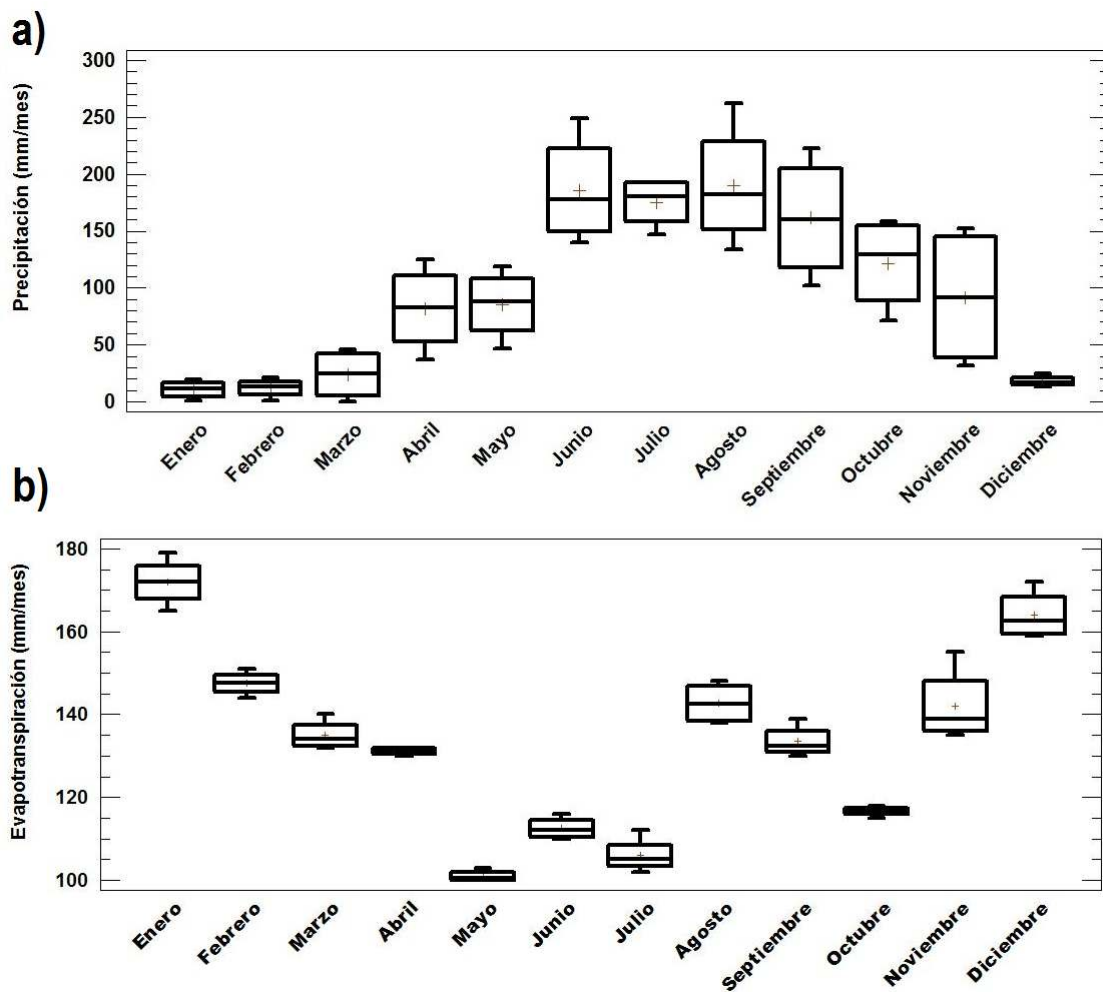 a)
Precipitación (mm/mes)
300
250
200
150
100
50
0
Enero
Febrero
Marzo
Abril
Mayo
Junio
Julio
Agosto
Septiembre
Octubre
Noviembre
Diciembre
b)
Evapotranspiración (mm/mes)
180
160
140
120
100
Enero
Febrero
Marzo
Abril
Mayo
Junio
Julio
Agosto
Septiembre
Octubre
Noviembre
Diciembre